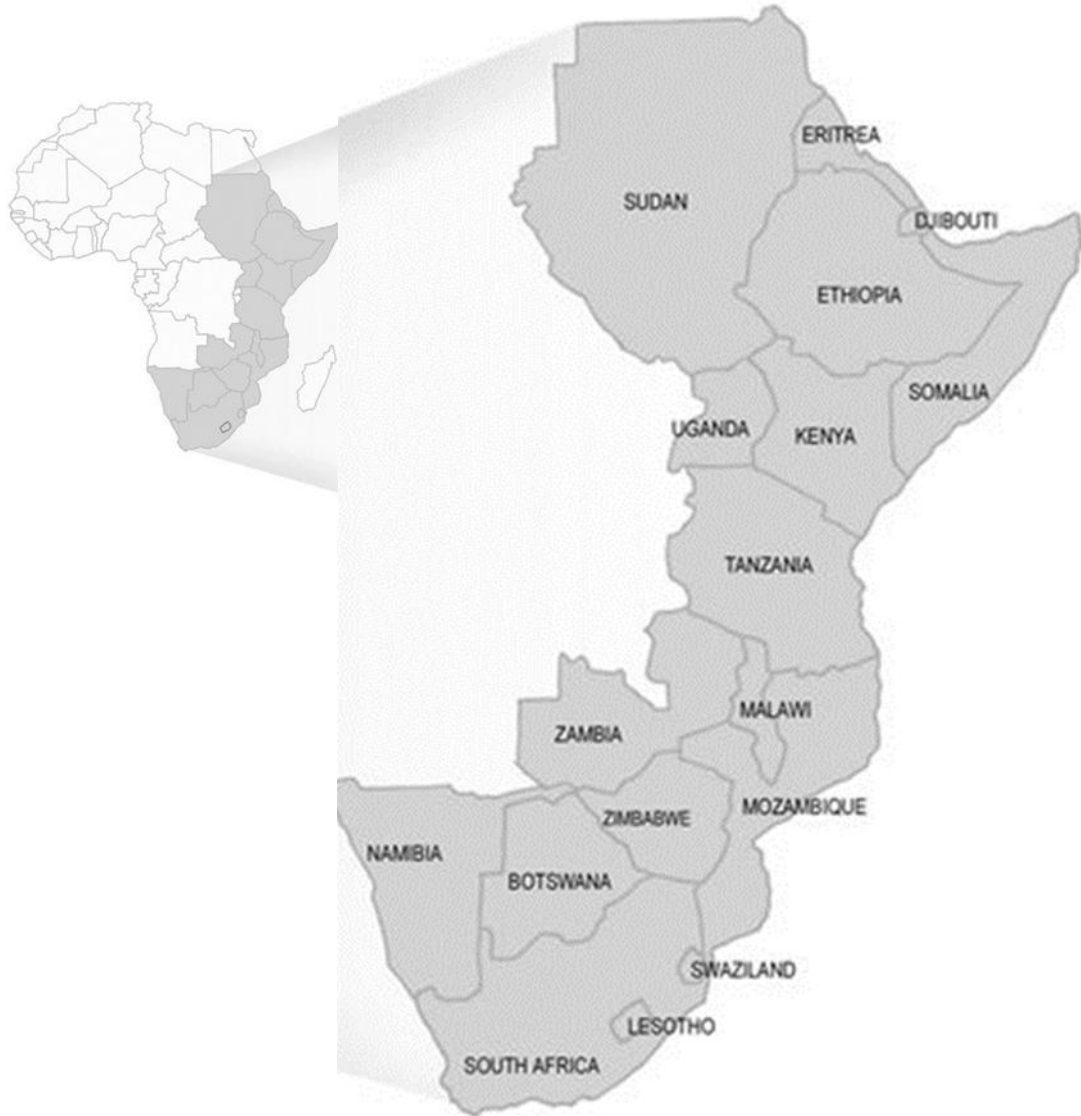 ERITREA
SUDAN
DJIBOUTI
ETHIOPIA
SOMALIA
UGANDA
KENYA
TANZANIA
MALAWI
ZAMBIA
MOZAMBIQUE
ZIMBABWE
NAMIBIA
BOTSWANA
SWAZILAND
LESOTHO
SOUTH AFRICA